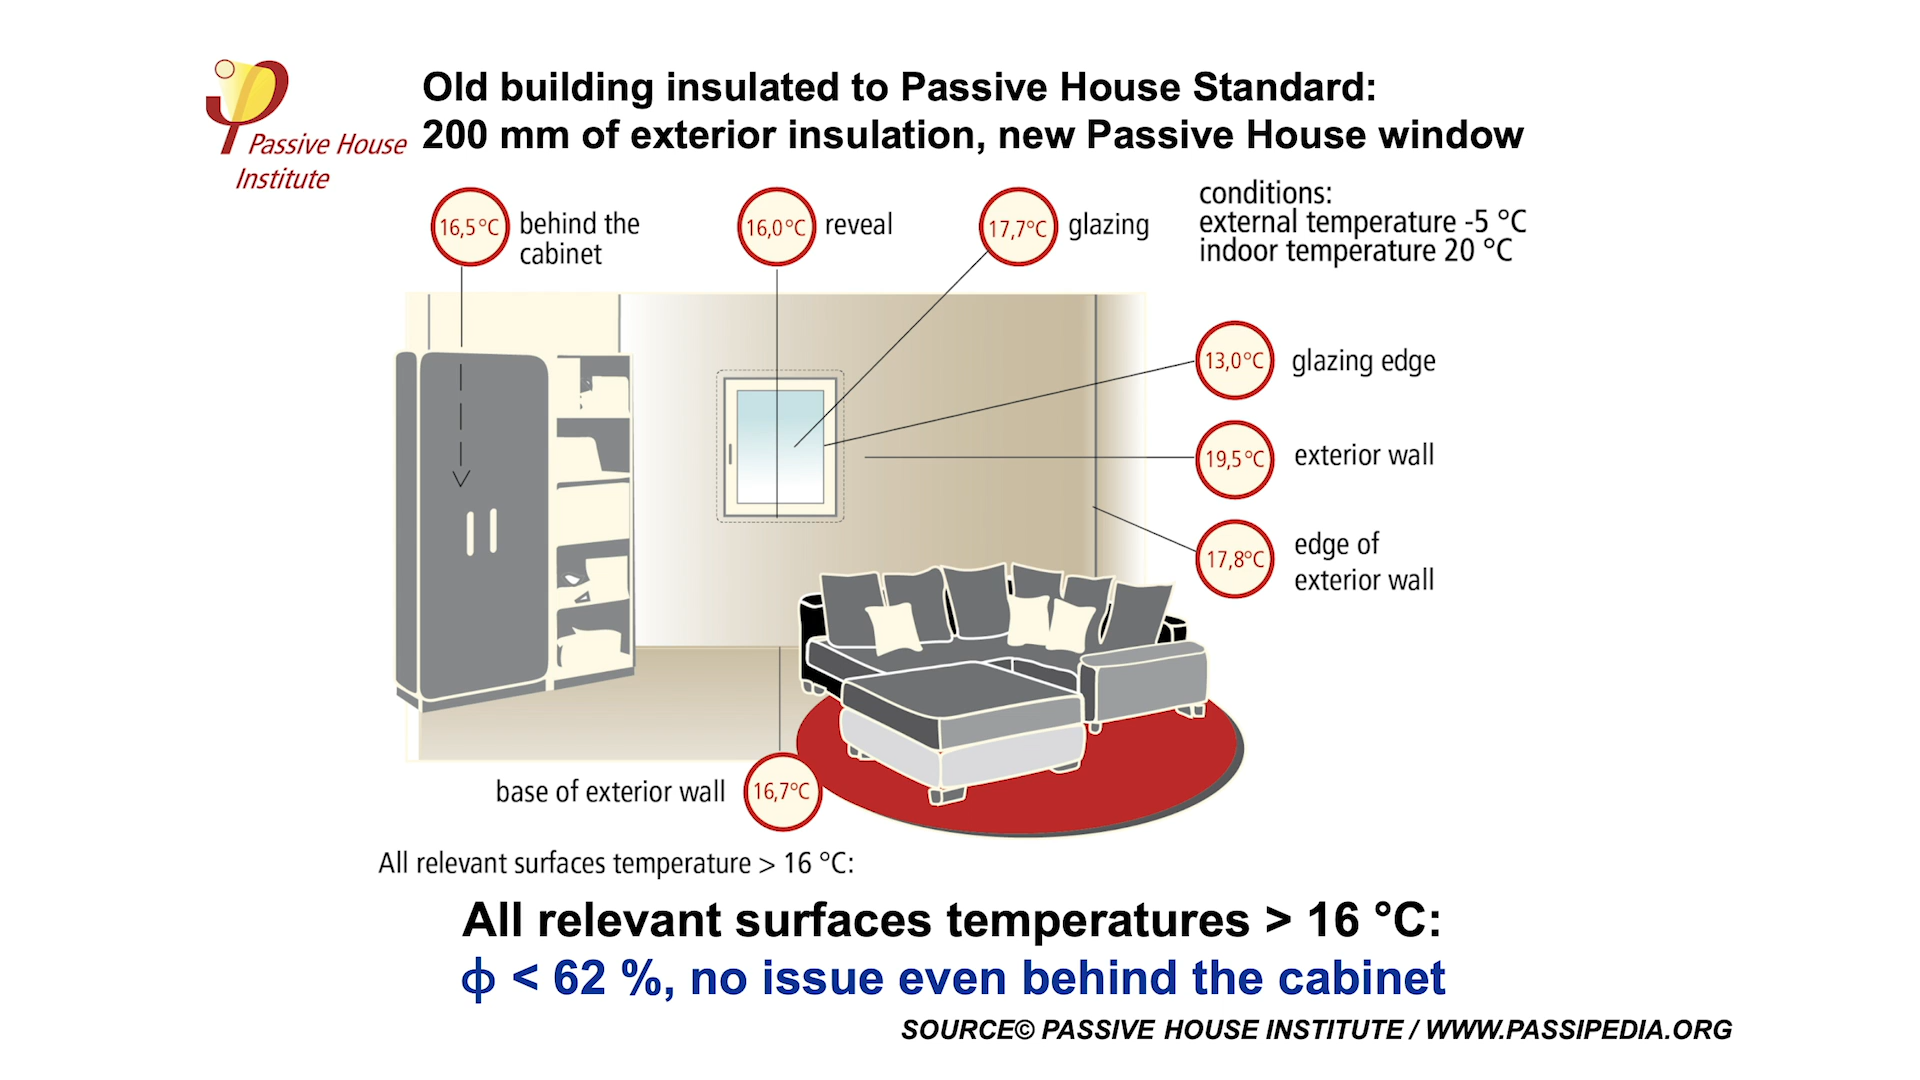 Passive House
Institute
Old building insulated to Passive House Standard:
200 mm of exterior insulation, new Passive House window
16,5°C behind the
cabinet
16,0°C reveal
17,7°C glazing
conditions:
external temperature -5 °C
indoor temperature 20 °C
13,0°C glazing edge
19,5°C exterior wall
17,8°C edge of
exterior wall
base of exterior wall 16,7°C
All relevant surfaces temperature > 16 °C:
All relevant surfaces temperatures > 16 °C:
ϕ < 62 %, no issue even behind the cabinet
SOURCE© PASSIVE HOUSE INSTITUTE / WWW.PASSIPEDIA.ORG